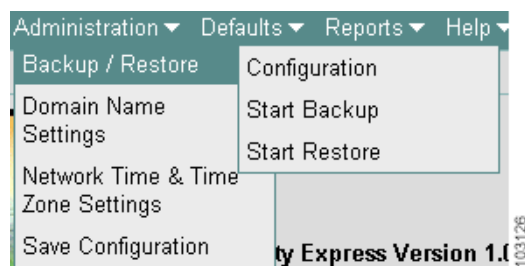 Administration Defaults Reports Help
Backup / Restore
Configuration
Start Backup
Start Restore
Domain Name
Settings
Network Time & Time
Zone Settings
Save Configuration
Express Version
103126